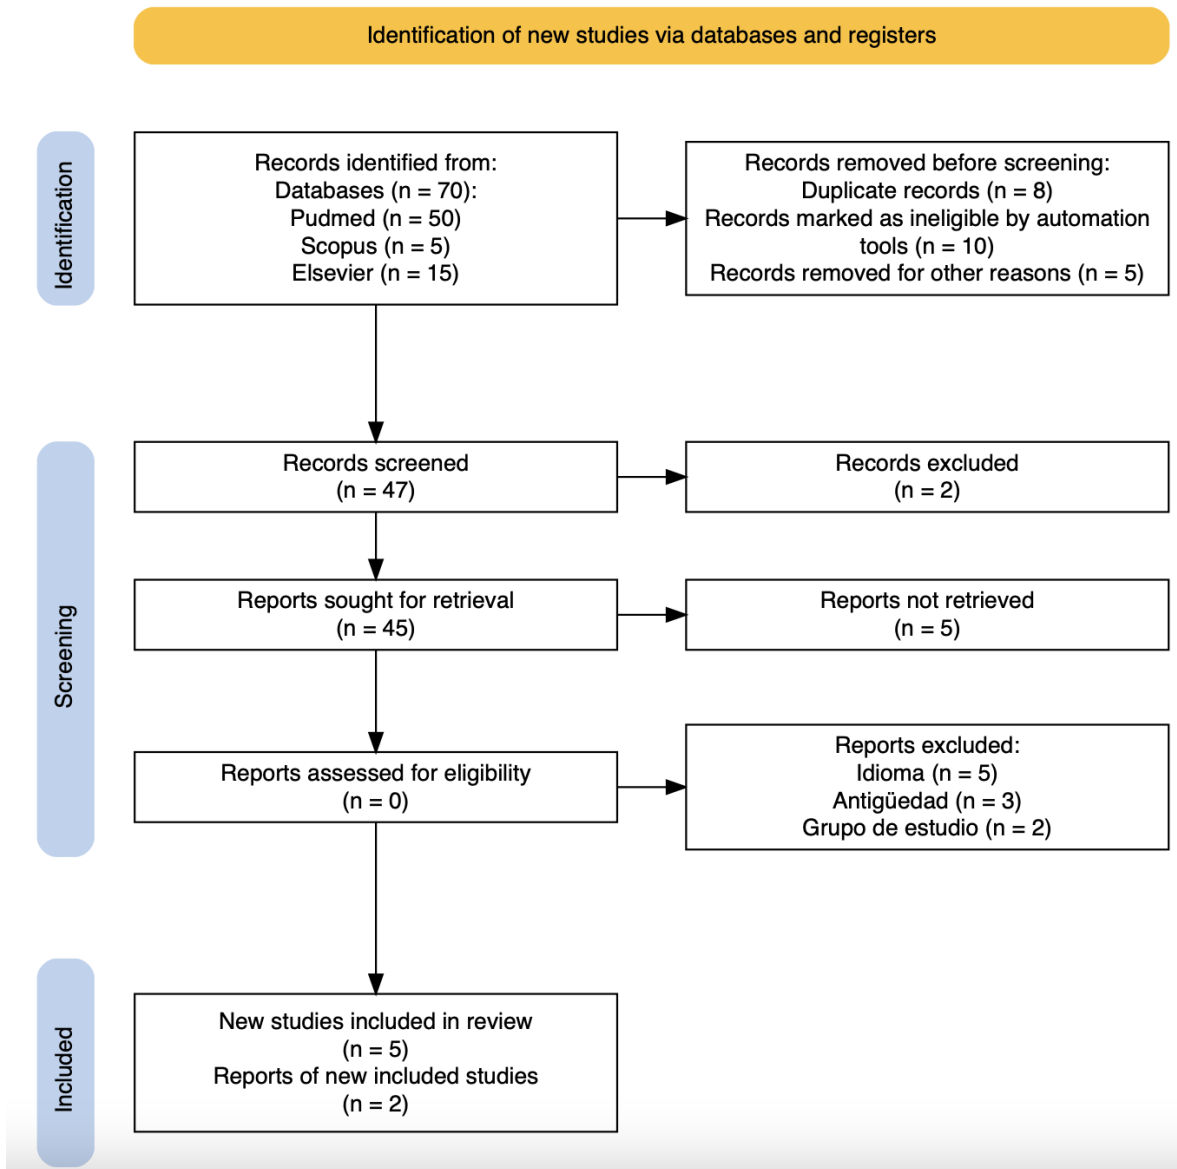 Identification of new studies via databases and registers
Identification
Records identified from:
Databases (n = 70):
Pudmed (n = 50)
Scopus (n = 5)
Elsevier (n = 15)
Records removed before screening:
Duplicate records (n = 8)
Records marked as ineligible by automation
tools (n = 10)
Records removed for other reasons (n = 5)
Screening
Records screened
(n = 47)
Records excluded
(n = 2)
Reports sought for retrieval
(n = 45)
Reports not retrieved
(n = 5)
Reports assessed for eligibility
(n = 0)
Reports excluded:
Idioma (n = 5)
Antigüedad (n = 3)
Grupo de estudio (n = 2)
Included
New studies included in review
(n = 5)
Reports of new included studies
(n = 2)